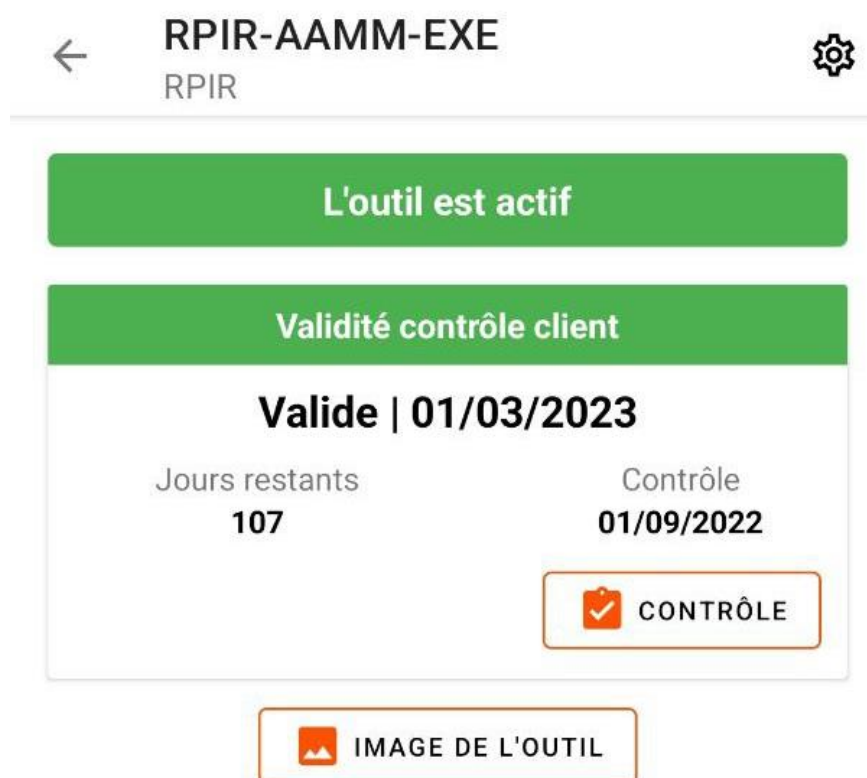 RPIR-AAMM-EXE
RPIR
L'outil est actif
Validité contrôle client
Valide | 01/03/2023
Jours restants
107
Contrôle
01/09/2022
CONTRÔLE
IMAGE DE L'OUTIL